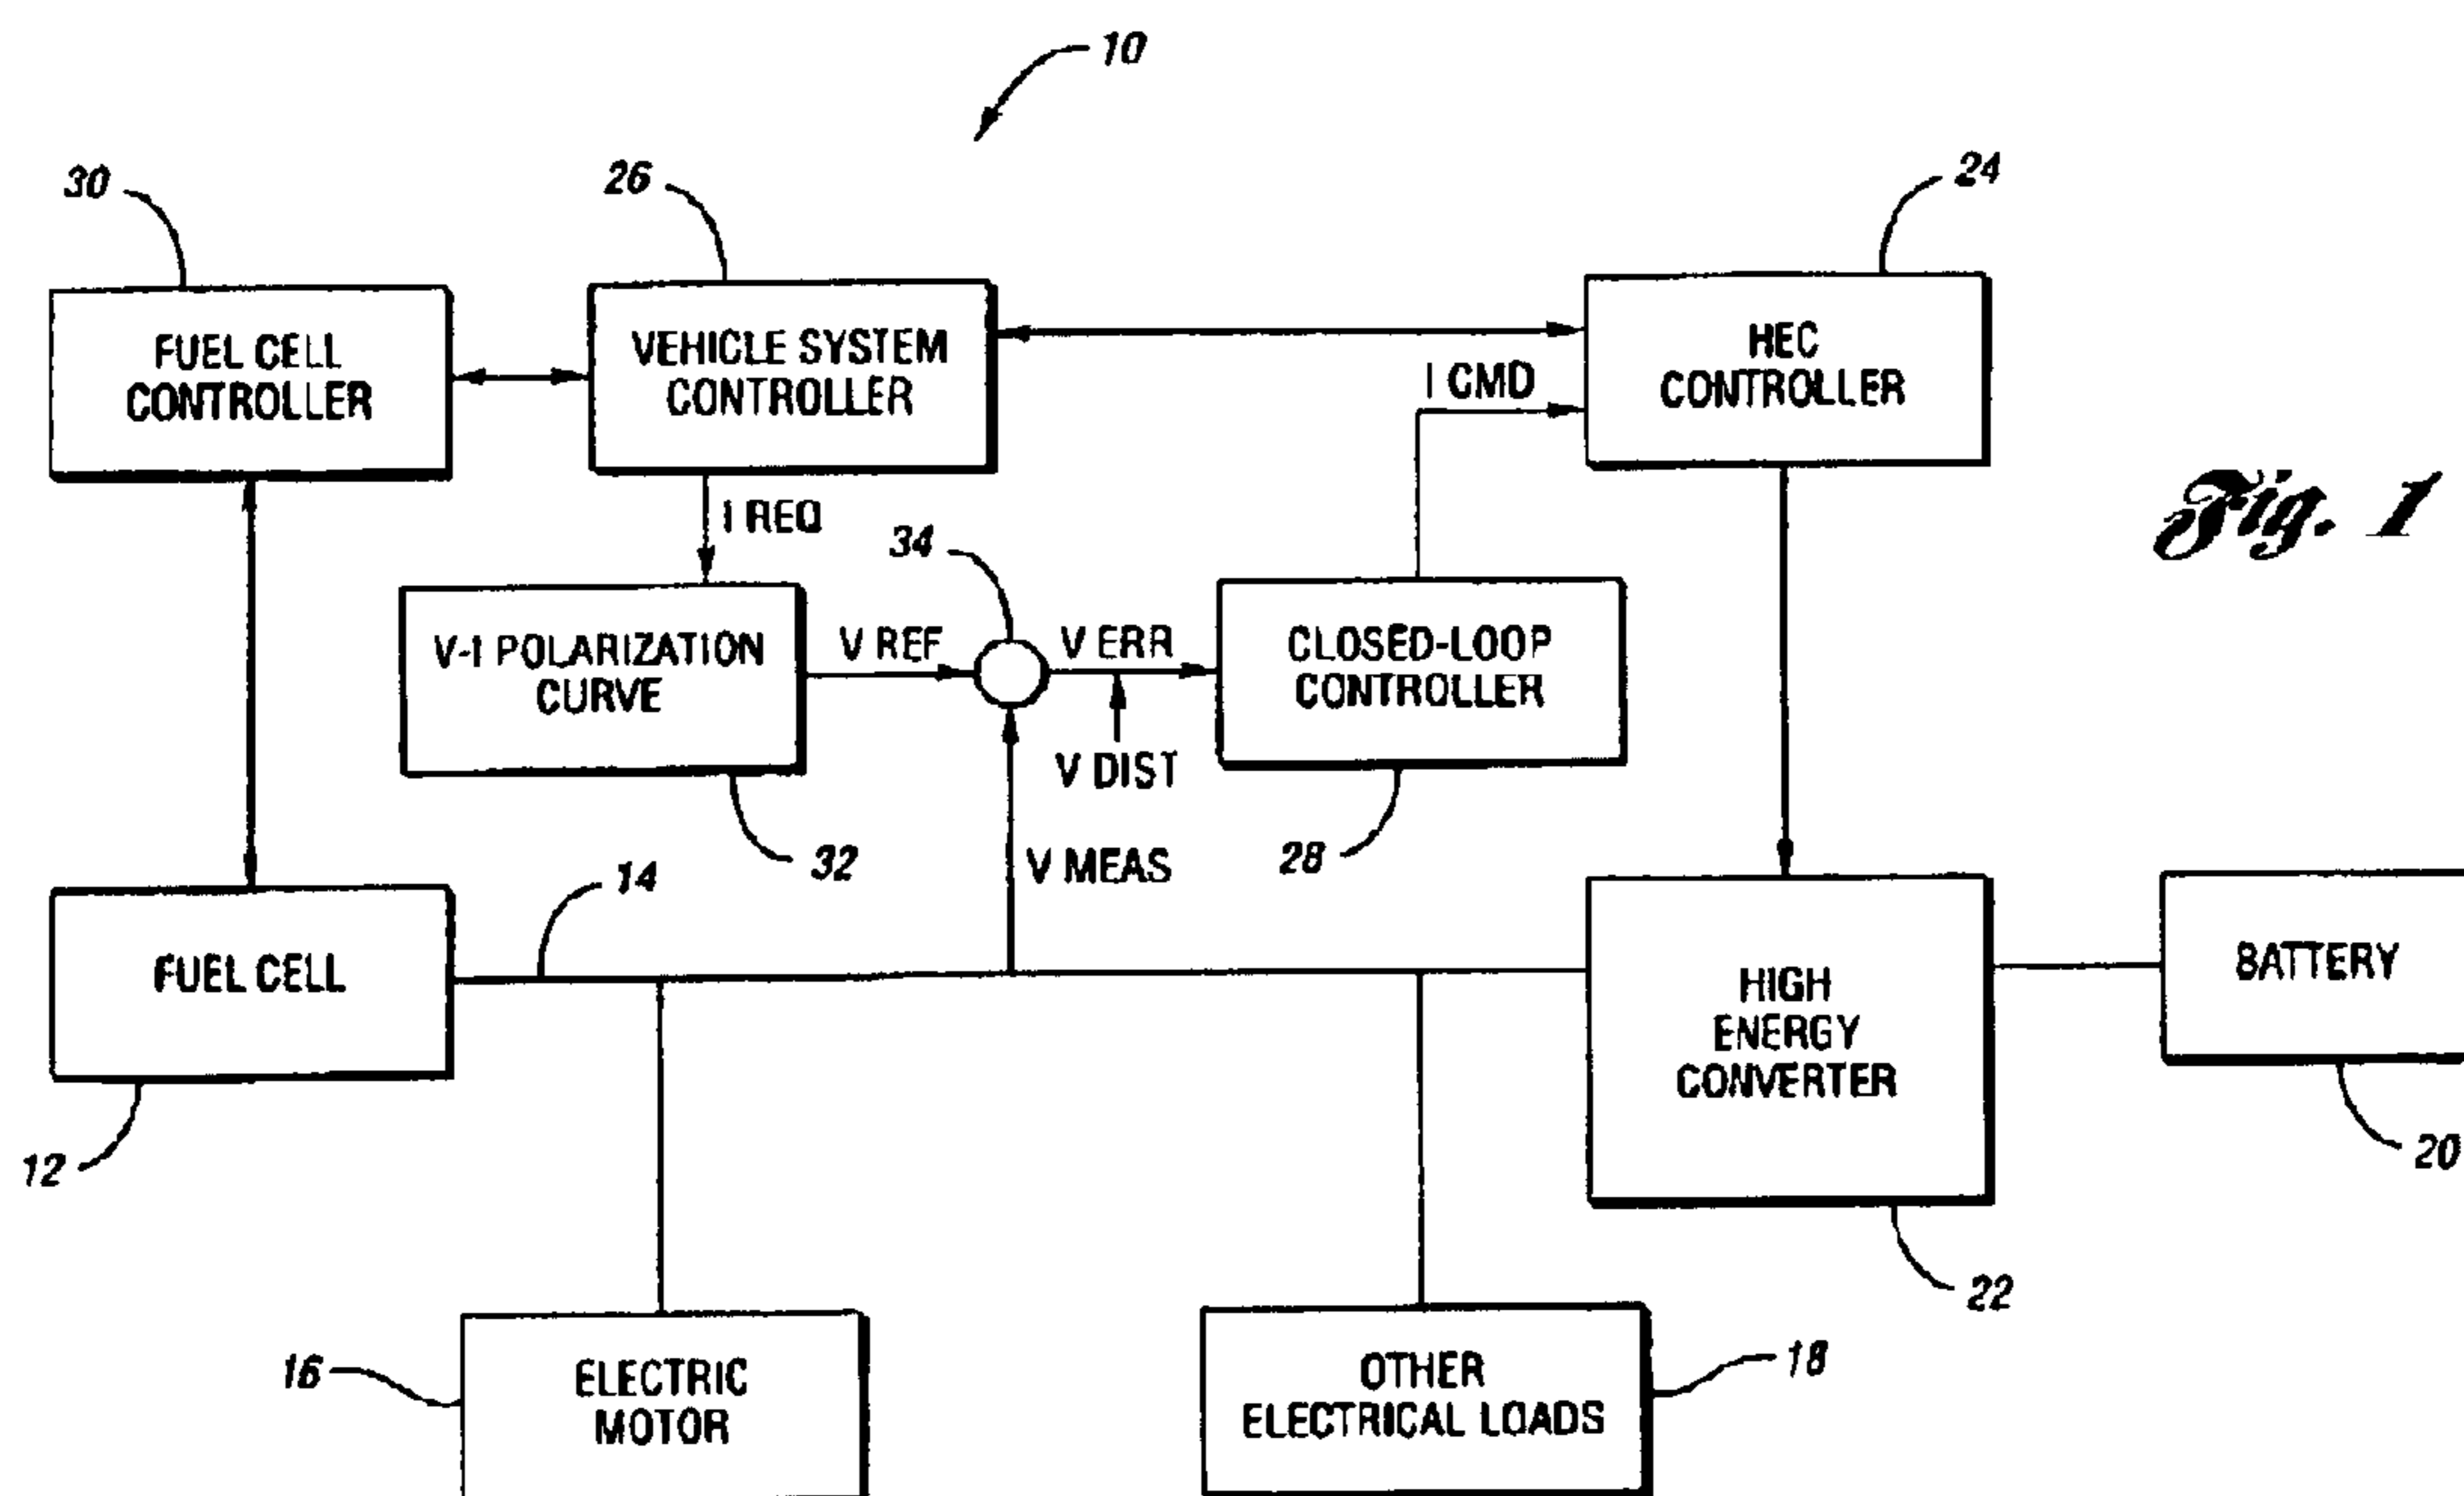 10
30
26
24
FUEL CELL
CONTROLLER
VEHICLE SYSTEM
CONTROLLER
HEC
CONTROLLER
I CMD
I REQ
Fig. 1
34
V-I POLARIZATION
CURVE
V REF
V ERR
CLOSED-LOOP
CONTROLLER
V DIST
32
V MEAS
28
14
FUEL CELL
HIGH
ENERGY
CONVERTER
BATTERY
12
20
22
16
ELECTRIC
MOTOR
OTHER
ELECTRICAL LOADS
18